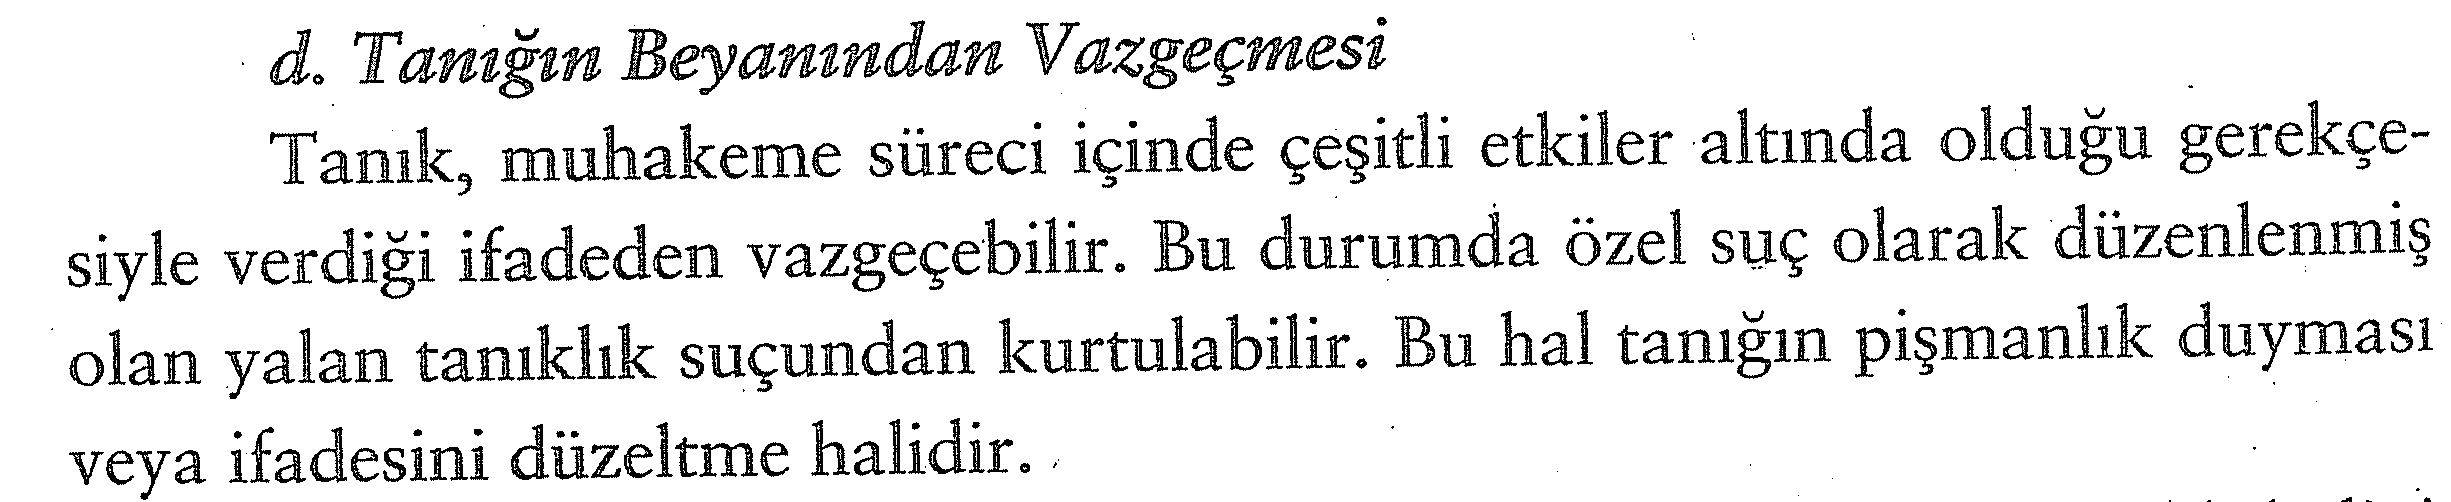 d. Tanığın Beyanından Vazgeçmesi
Tanık, muhakeme süreci içinde çeşitli etkiler altında olduğu gerekçe-
siyle verdiği ifadeden vazgeçebilir. Bu durumda özel suç olarak düzenlenmiş
olan yalan tanıklık suçundan kurtulabilir. Bu hal tanığın pişmanlık duyması
veya ifadesini düzeltme halidir.